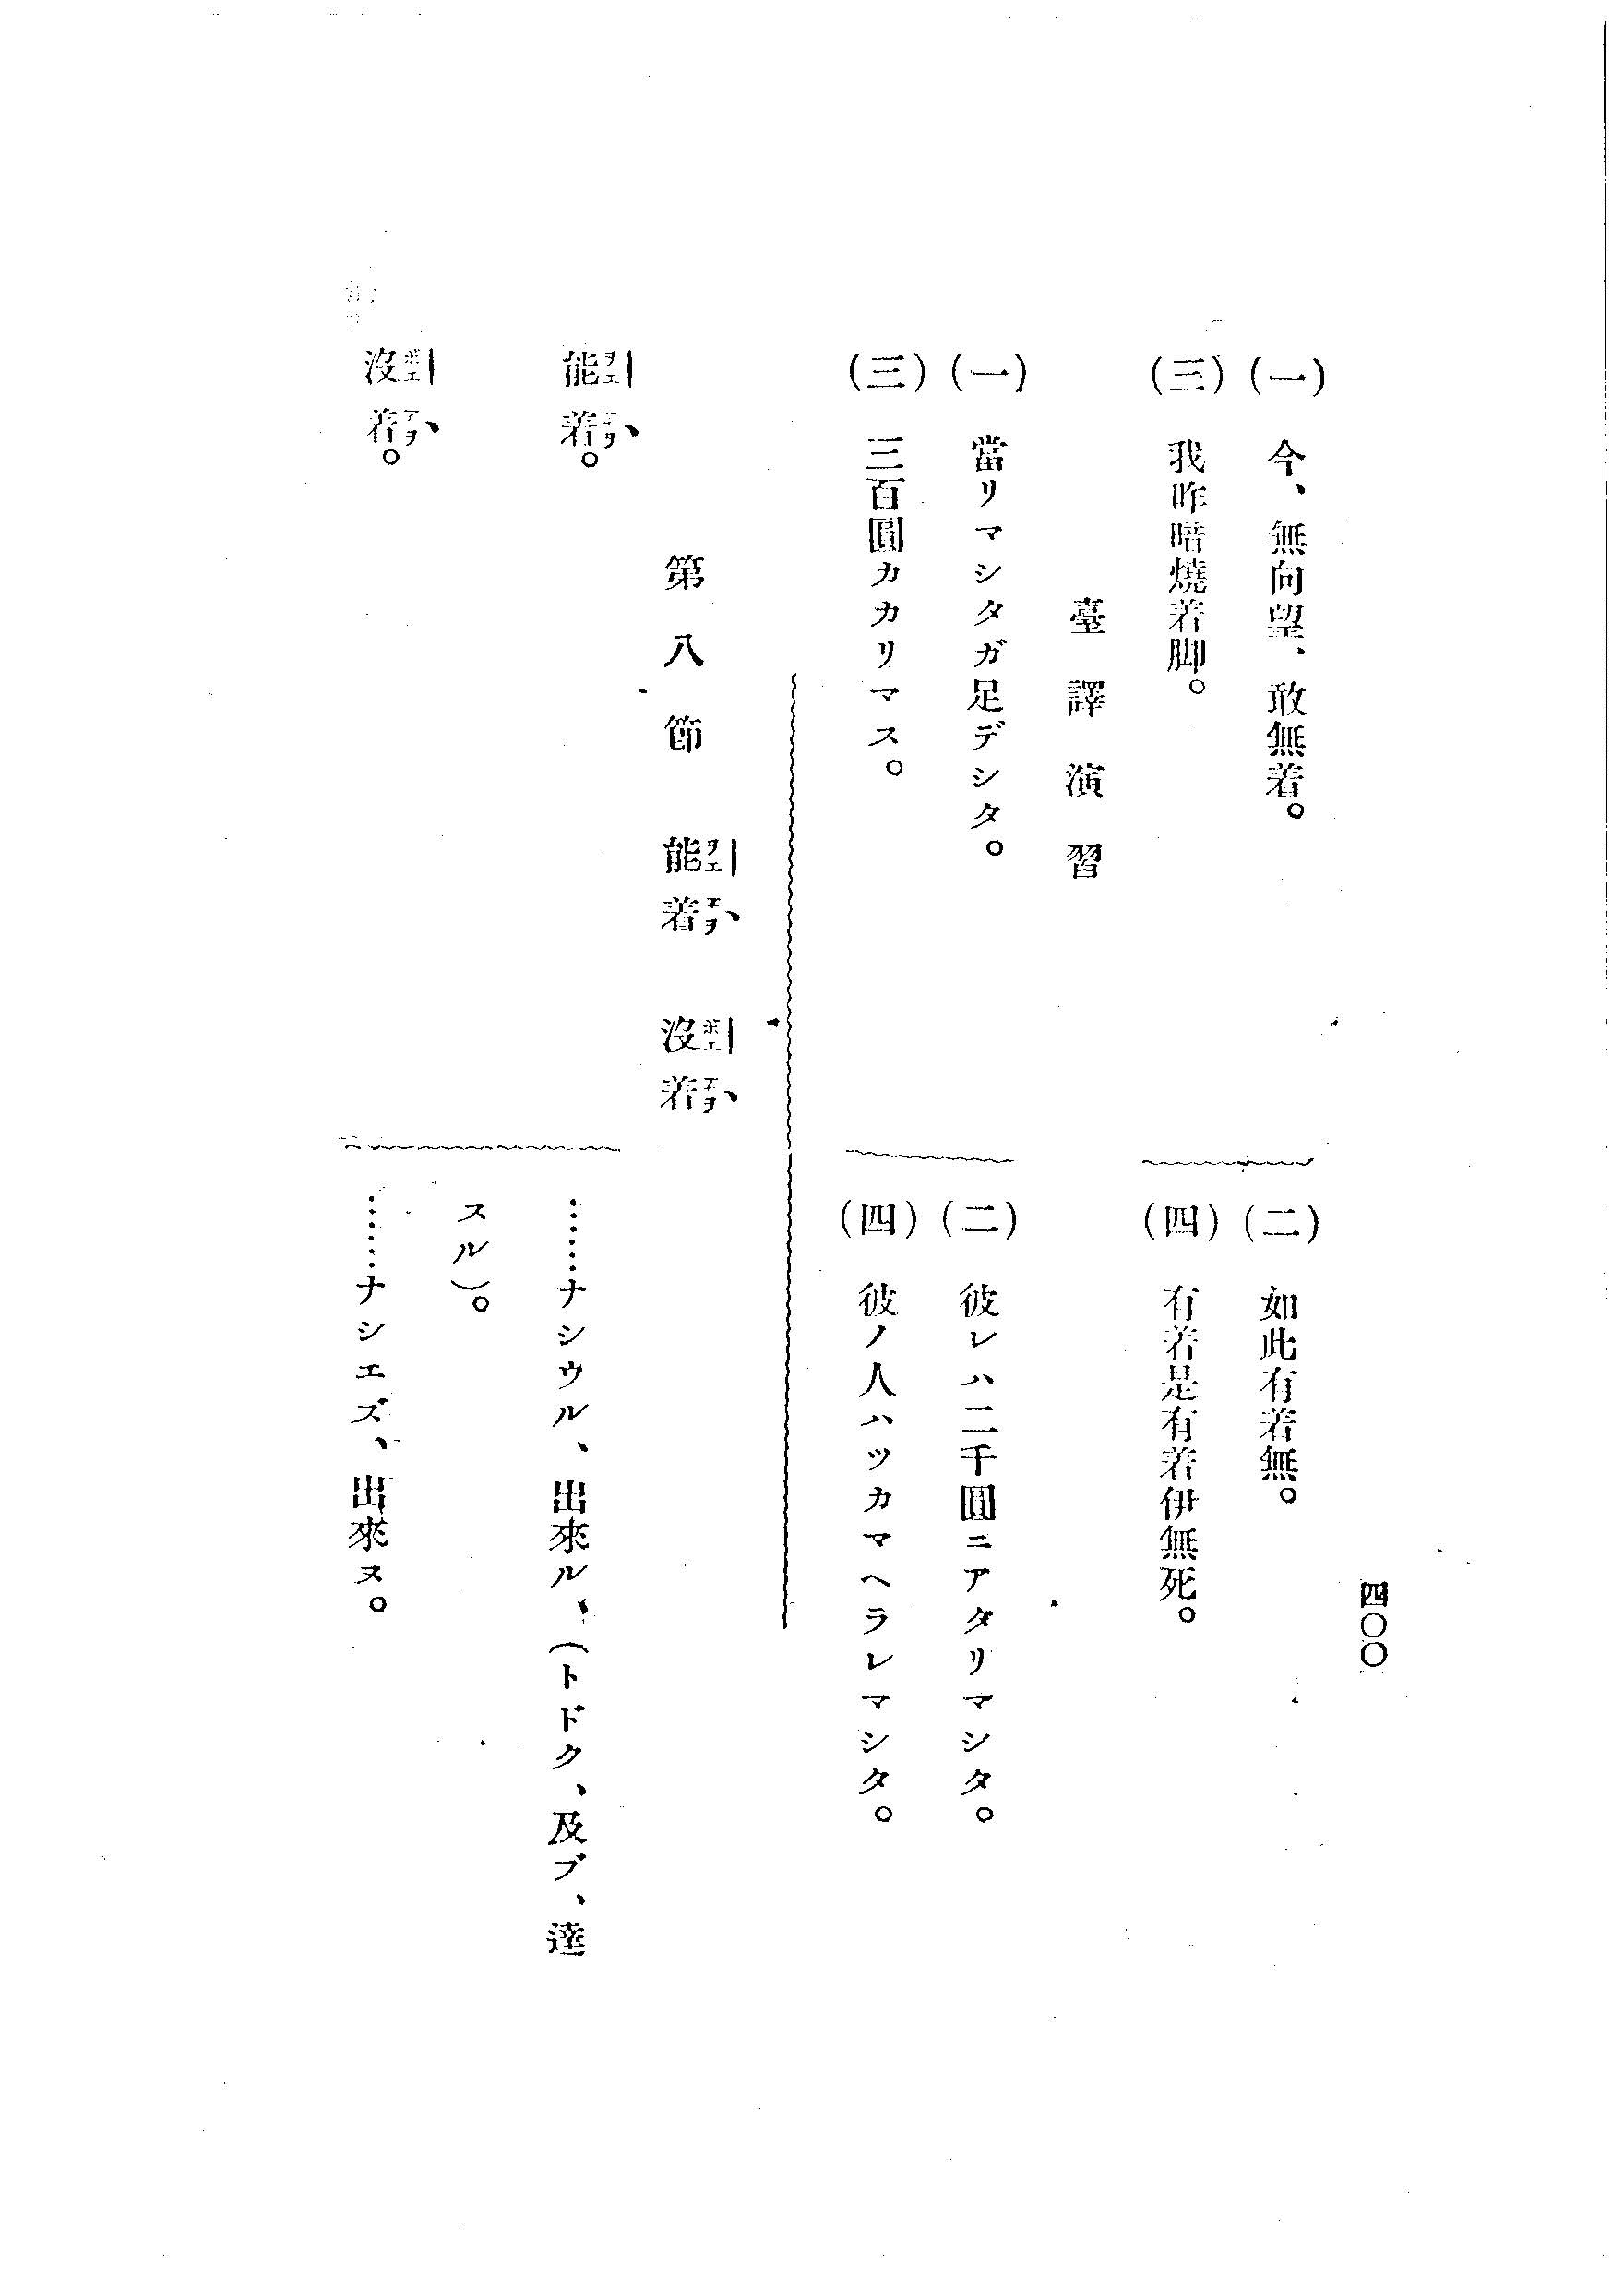 四〇〇
(一) 今、無向望、敢無着。
(二) 如此有着無。
(三) 我昨暗燒着脚。
(四) 有着是有着伊無死。
臺譯演習
(一) 當リマシタガ足デシタ。
(二) 彼レハ二千圓ニアタリマシタ。
(三) 三百圓カカリマス。
(四) 彼ノ人ハツカマヘラレマシタ。
第八節 能着 沒着
能着。
……ナシウル、出來ル、(トドク、及ブ、達
スル)。
沒着。
……ナシエズ、出來ヌ。